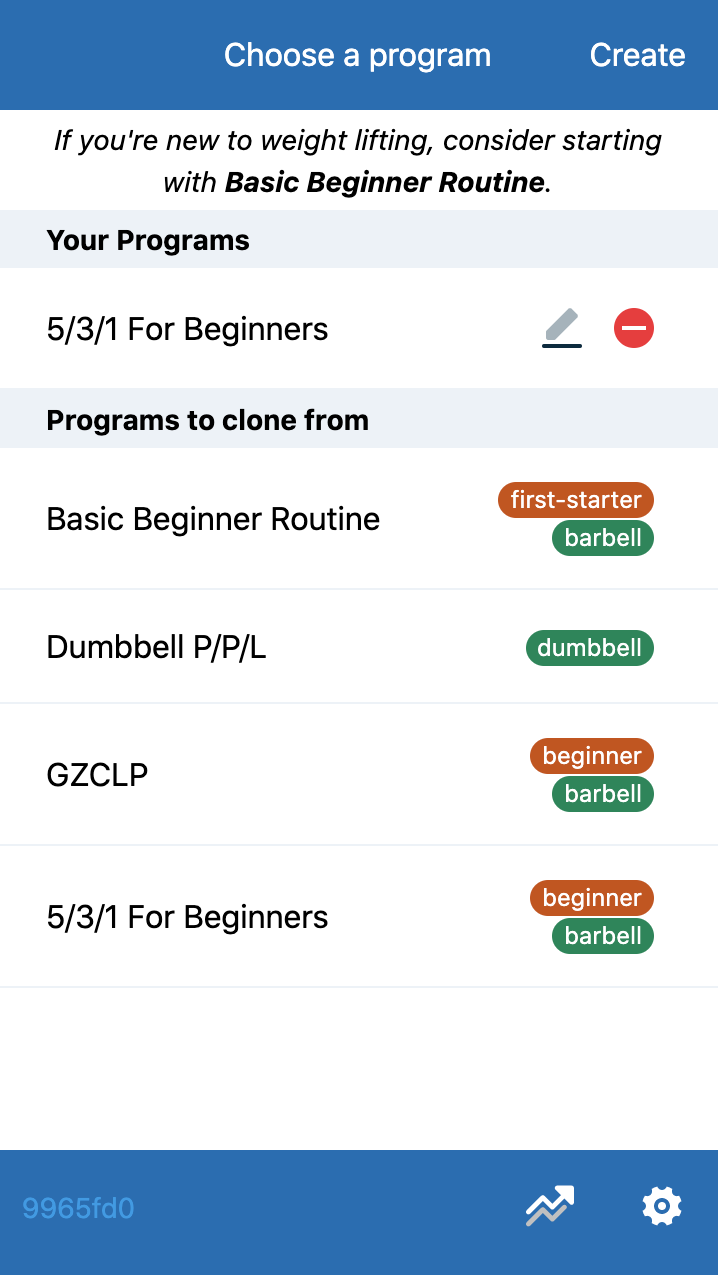 Choose a program
Create
If you're new to weight lifting, consider starting
with Basic Beginner Routine.
Your Programs
5/3/1 For Beginners
Programs to clone from
Basic Beginner Routine
first-starter
barbell
Dumbbell P/P/L
dumbbell
GZCLP
beginner
barbell
5/3/1 For Beginners
beginner
barbell
9965fd0